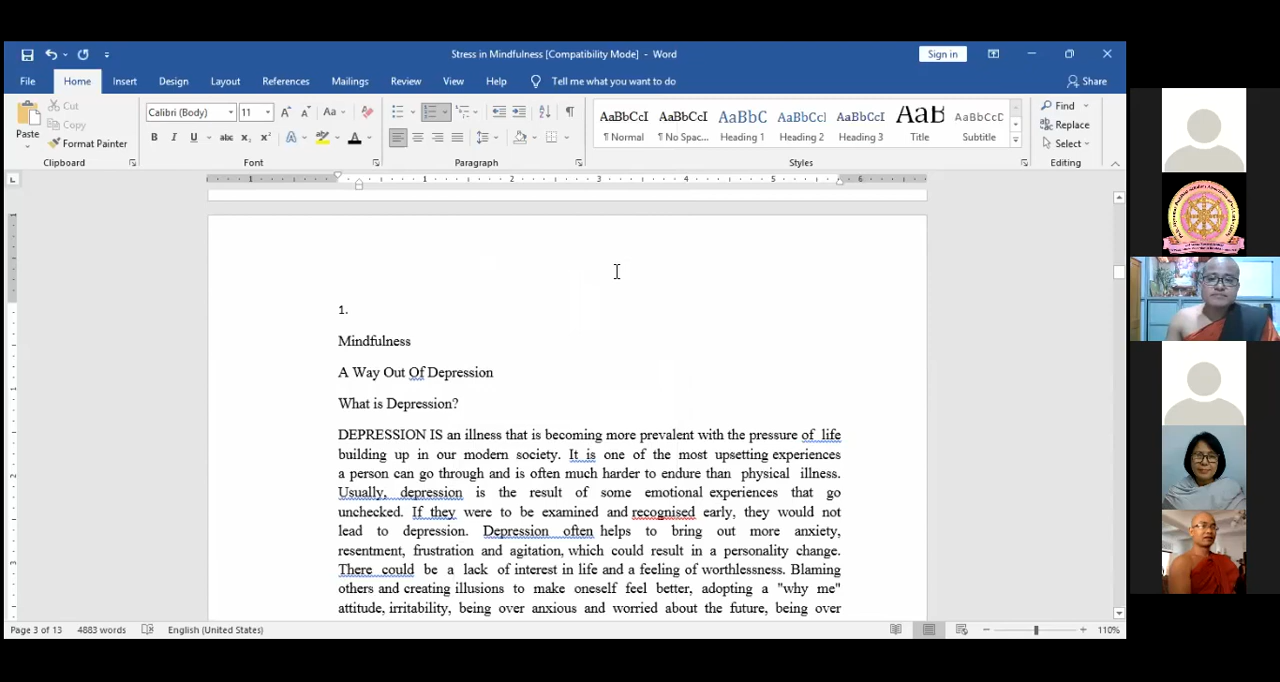 Stress in Mindfulness [Compatibility Mode] - Word
Sign in
File Home Insert Design Layout References Mailings Review View Help Tell me what you want to do
Share
Paste
Cut
Copy
Format Painter
Clipboard
Calibri (Body) 11
Font
Paragraph
AaBbCcI AaBbCcI AaBbC AaBbCcI AaBbCcI AaB AaBbCcD
¶ Normal ¶ No Spac... Heading 1 Heading 2 Heading 3 Title Subtitle
Styles
Find
Replace
Select
Editing
1 1 2 3 4 5 6
1.
Mindfulness
A Way Out Of Depression
What is Depression?
DEPRESSION IS an illness that is becoming more prevalent with the pressure of life
building up in our modern society. It is one of the most upsetting experiences
a person can go through and is often much harder to endure than physical illness.
Usually, depression is the result of some emotional experiences that go
unchecked. If they were to be examined and recognised early, they would not
lead to depression. Depression often helps to bring out more anxiety,
resentment, frustration and agitation, which could result in a personality change.
There could be a lack of interest in life and a feeling of worthlessness. Blaming
others and creating illusions to make oneself feel better, adopting a "why me"
attitude, irritability, being over anxious and worried about the future, being over
Page 3 of 13 4883 words English (United States) 110%